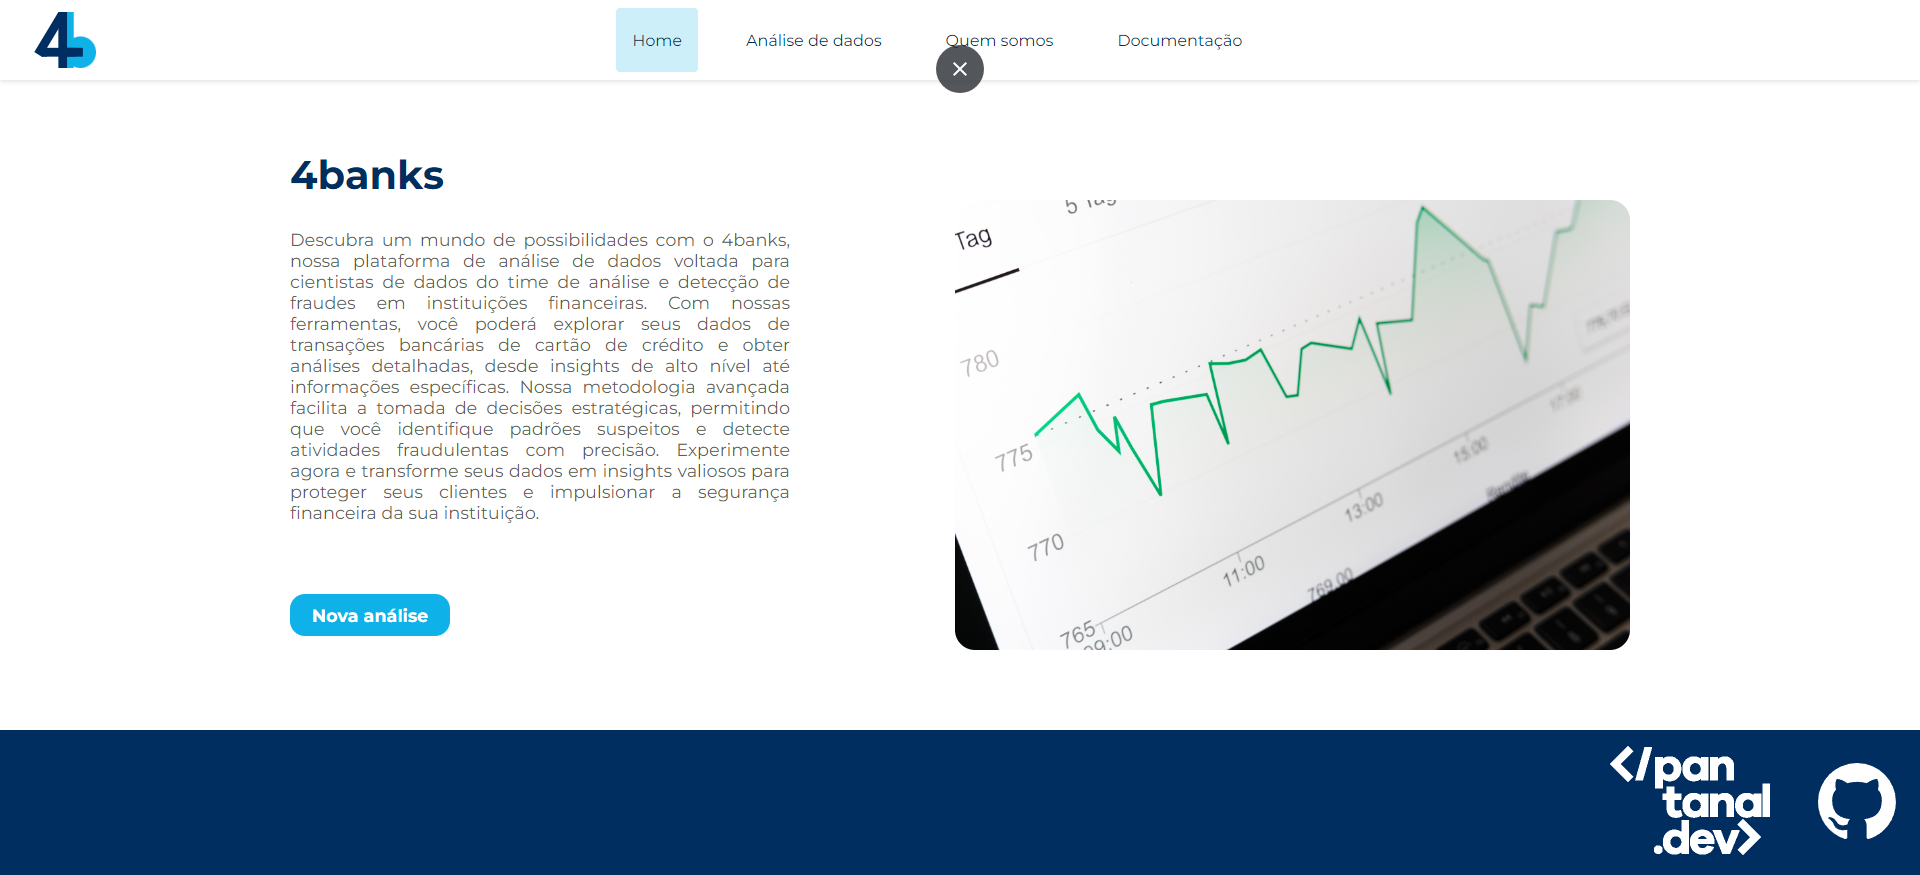 4b
Home
Análise de dados
Quem somos
Documentação
4banks
Descubra um mundo de possibilidades com o 4banks,
nossa plataforma de análise de dados voltada para
cientistas de dados do time de análise e detecção de
fraudes em instituições financeiras. Com nossas
ferramentas, você poderá explorar seus dados de
transações bancárias de cartão de crédito e obter
análises detalhadas, desde insights de alto nível até
informações específicas. Nossa metodologia avançada
facilita a tomada de decisões estratégicas, permitindo
que você identifique padrões suspeitos e detecte
atividades fraudulentas com precisão. Experimente
agora e transforme seus dados em insights valiosos para
proteger seus clientes e impulsionar a segurança
financeira da sua instituição.
Nova análise
5 Tag
Tag
780
775
770
765
09:00
11:00
13:00
15:00
17:00
769,00
</pan
tanal
.dev>